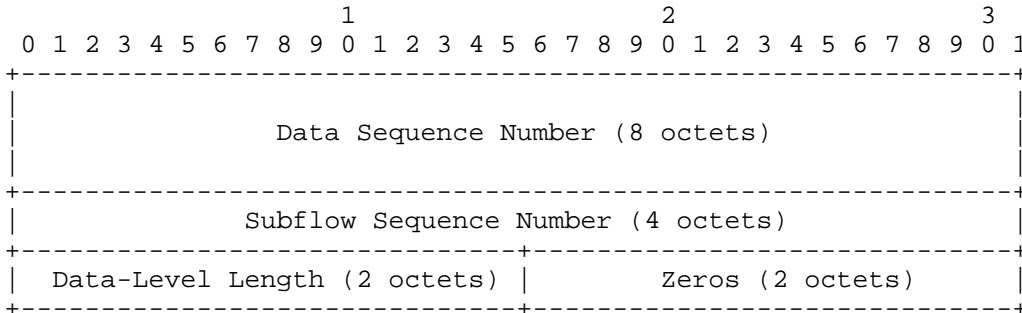 1 2 3
0 1 2 3 4 5 6 7 8 9 0 1 2 3 4 5 6 7 8 9 0 1 2 3 4 5 6 7 8 9 0 1
Data Sequence Number (8 octets)
Subflow Sequence Number (4 octets)
Data-Level Length (2 octets) Zeros (2 octets)